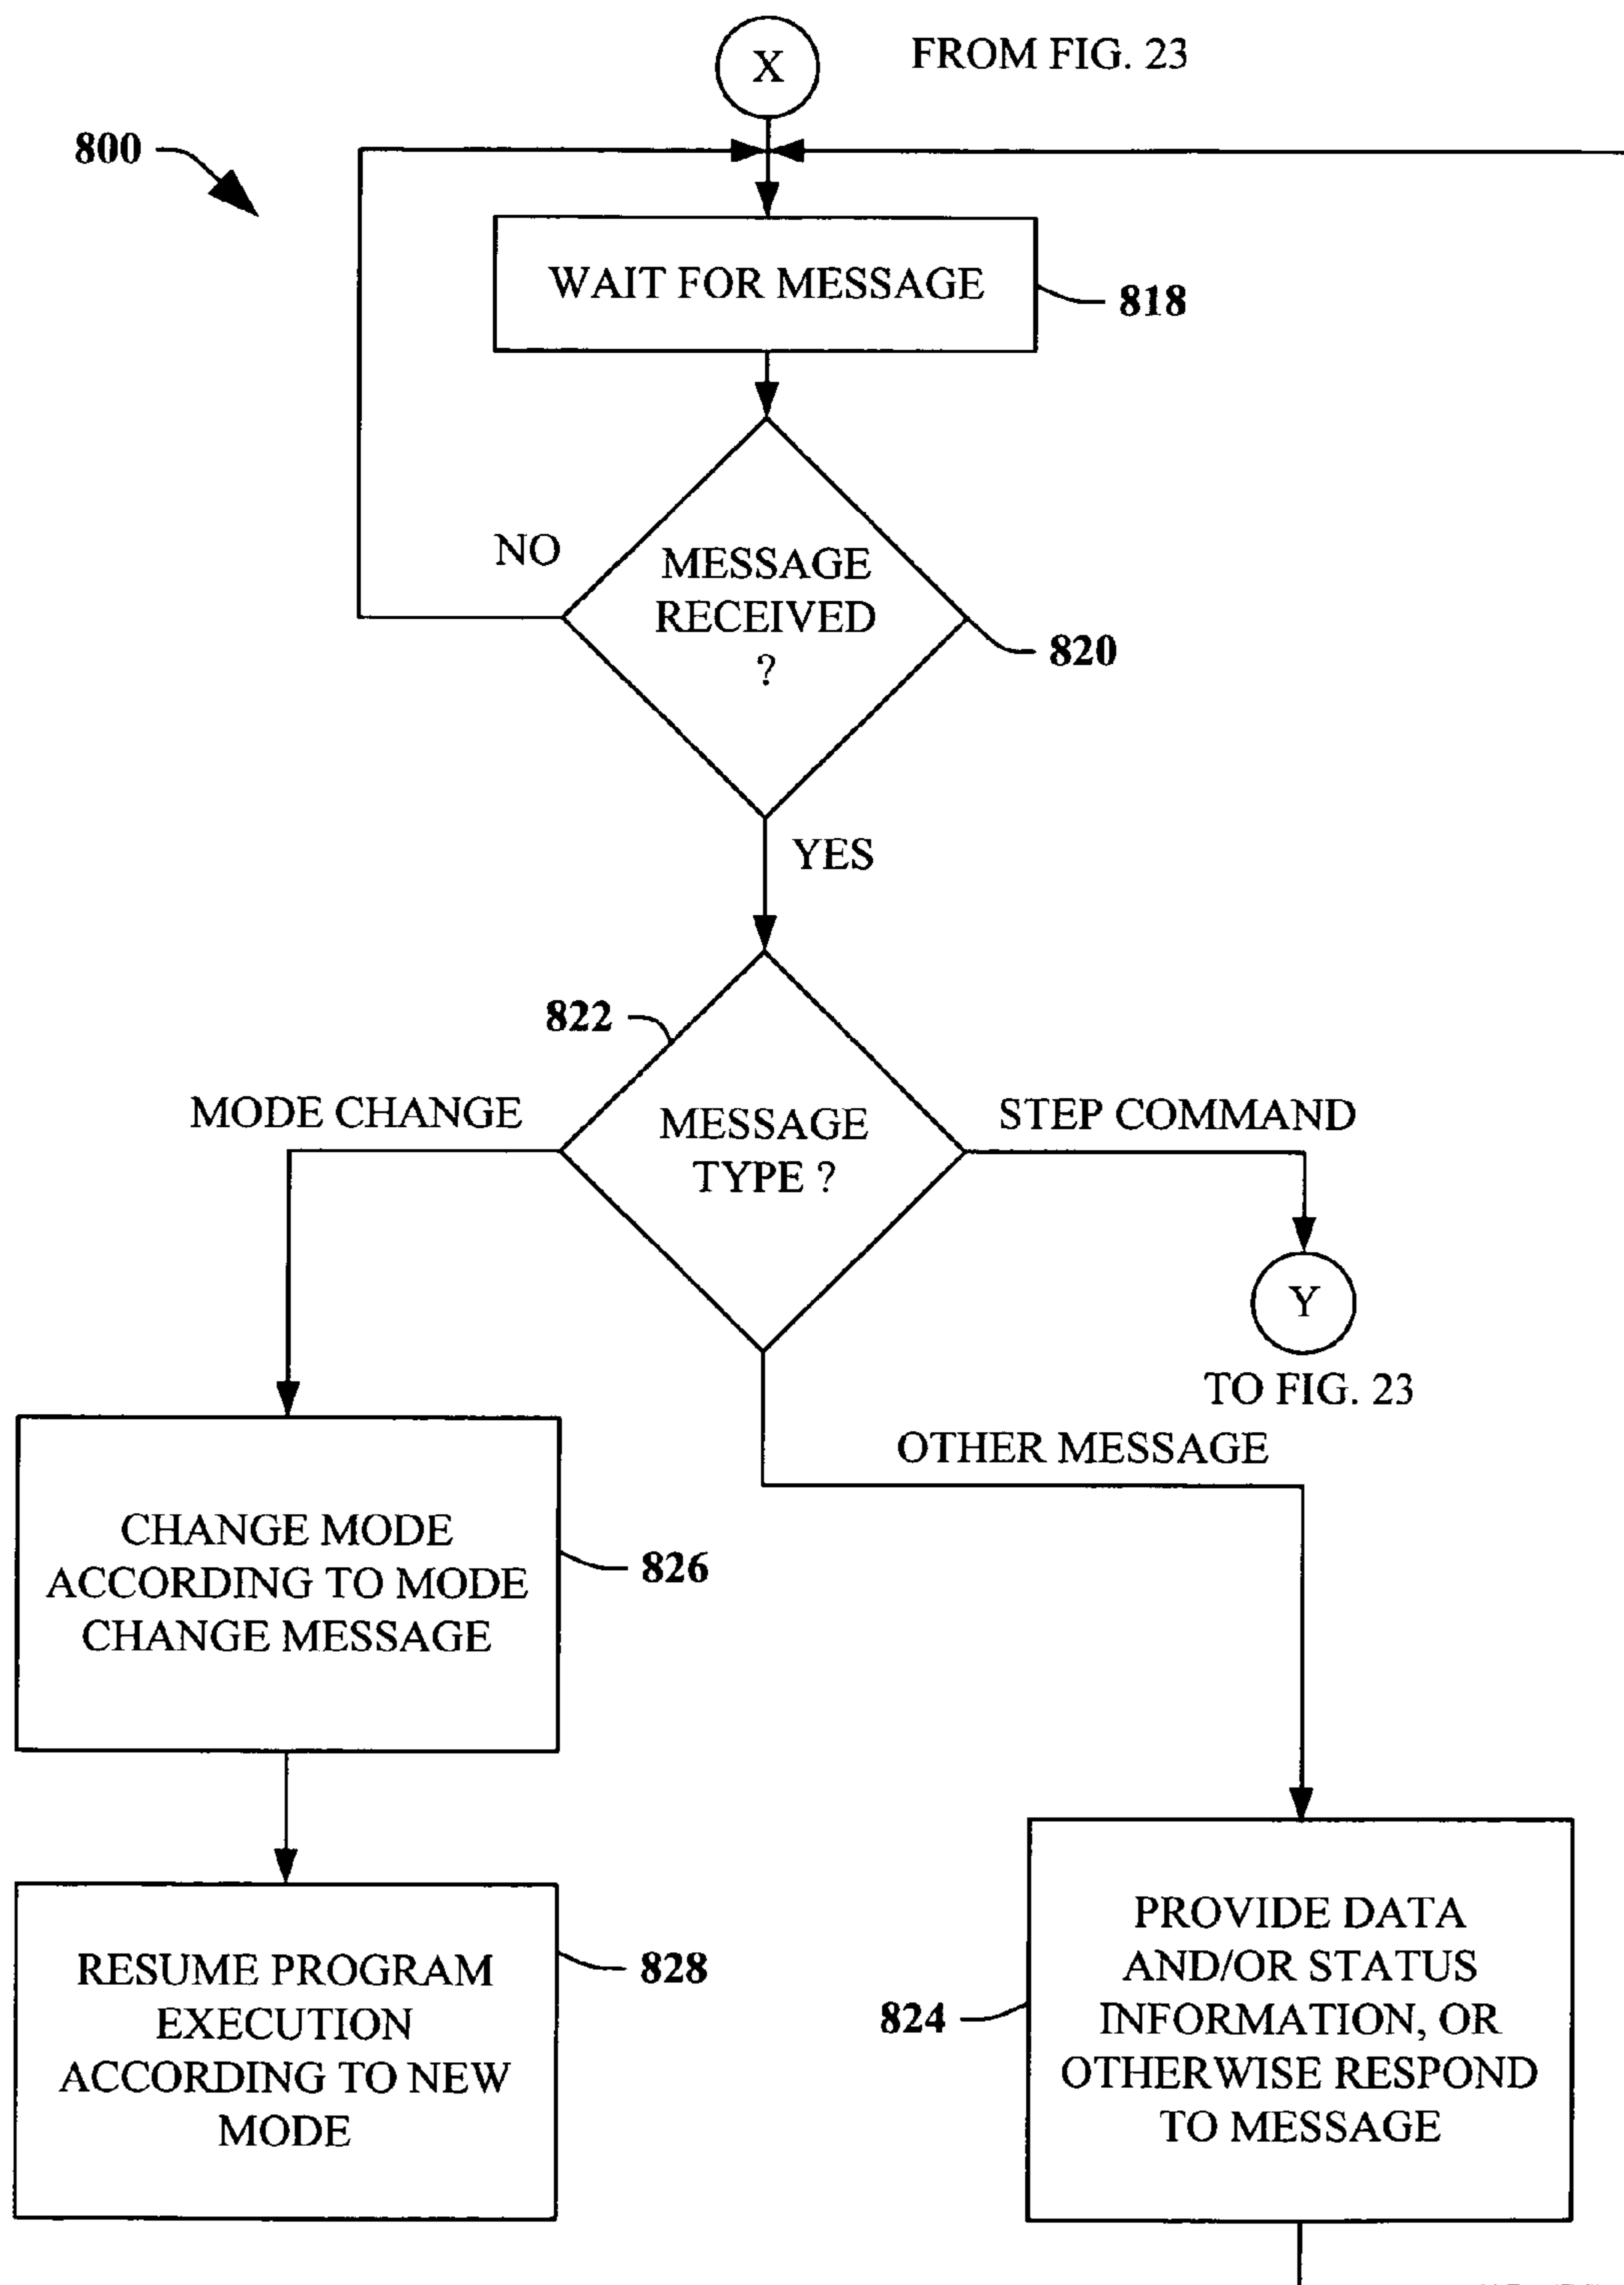 X
FROM FIG. 23
800
WAIT FOR MESSAGE
818
NO
MESSAGE
RECEIVED
?
820
YES
822
MODE CHANGE
MESSAGE
TYPE ?
STEP COMMAND
Y
TO FIG. 23
OTHER MESSAGE
CHANGE MODE
ACCORDING TO MODE
CHANGE MESSAGE
826
RESUME PROGRAM
EXECUTION
ACCORDING TO NEW
MODE
828
824
PROVIDE DATA
AND/OR STATUS
INFORMATION, OR
OTHERWISE RESPOND
TO MESSAGE